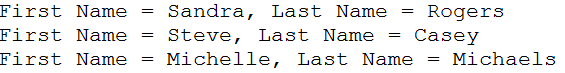 First Name = Sandra, Last Name = Rogers
First Name = Steve, Last Name = Casey
First Name = Michelle, Last Name = Michaels